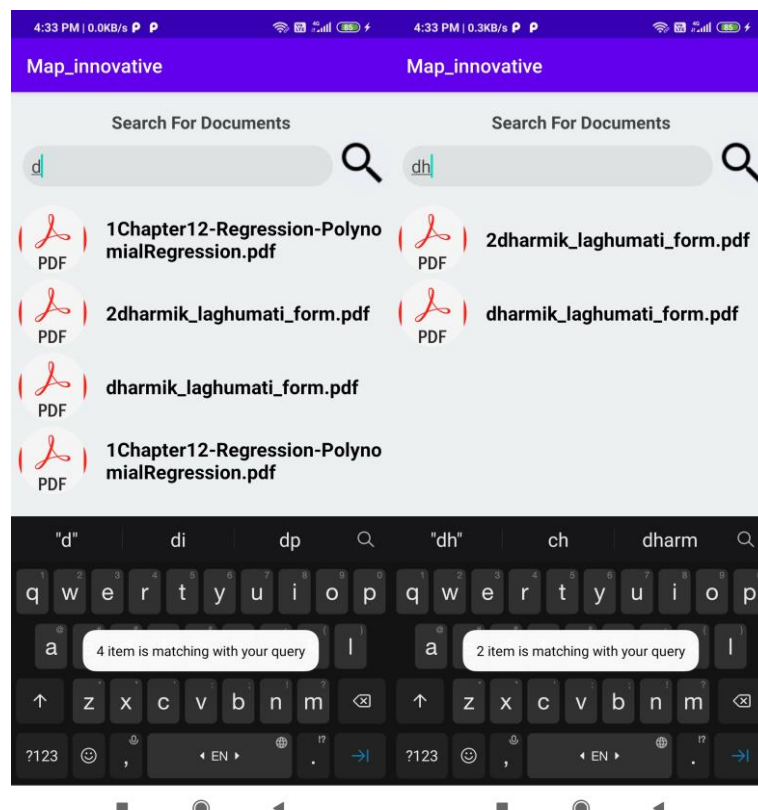 4:33 PM | 0.0KB/s
Map_innovative
Search For Documents
d
PDF
1Chapter12-Regression-Polyno
mialRegression.pdf
PDF
2dharmik_laghumati_form.pdf
PDF
dharmik_laghumati_form.pdf
PDF
1Chapter12-Regression-Polyno
mialRegression.pdf
"d" di dp
q w e r t y u i o p
a l
4 item is matching with your query
z x c v b n m
?123 , EN .
4:33 PM | 0.3KB/s
Map_innovative
Search For Documents
dh
PDF
2dharmik_laghumati_form.pdf
PDF
dharmik_laghumati_form.pdf
"dh" ch dharm
q w e r t y u i o p
a l
2 item is matching with your query
z x c v b n m
?123 , EN .